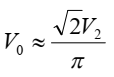 V₀ ≈ √2V₂ / π